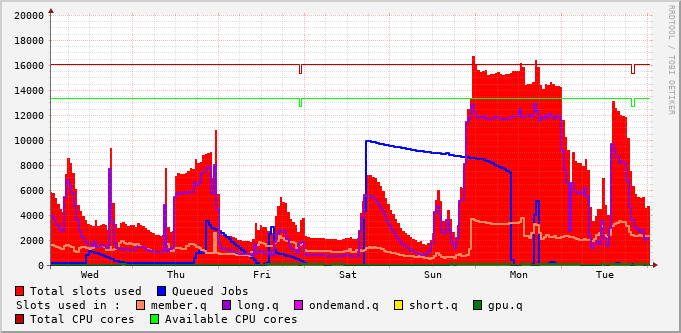 20000
18000
16000
14000
12000
10000
8000
6000
4000
2000
0
Wed Thu Fri Sat Sun Mon Tue
Total slots used Queued Jobs
Slots used in : member.q long.q ondemand.q short.q gpu.q
Total CPU cores Available CPU cores
RRDTOOL / TOBI OETIKER